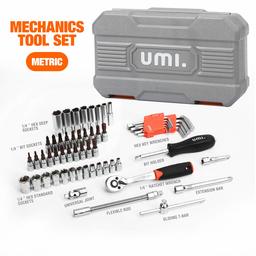 MECHANICS
TOOL SET
METRIC
umi.
1/4 " HEX DEEP
SOCKETS
1/4 " BIT SOCKETS
1/4 " HEX STANDARD
SOCKETS
HEX KEY WRENCHES
BIT HOLDER
umi.
1/4 " RATCHET WRENCH
EXTENSION BAR
UNIVERSAL JOINT
FLEXIBLE ROD
SLIDING T-BAR